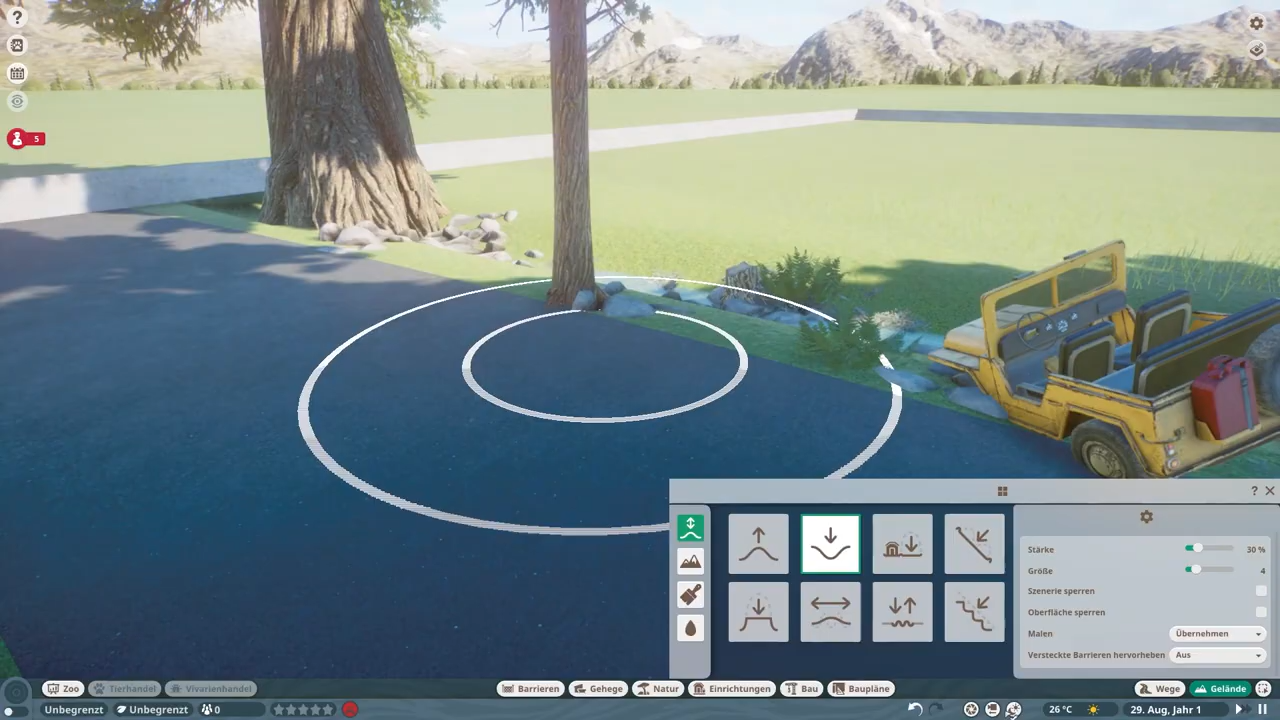 ?
5
? ×
Stärke 30 %
Größe 4
Szenerie sperren
Oberfläche sperren
Malen Übernehmen
Versteckte Barrieren hervorheben Aus
Zoo Tierhandel Vivarienhandel Barrieren Gehege Natur Einrichtungen Bau Baupläne Wege Gelände
Unbegrenzt Unbegrenzt 0 26 °C 29. Aug, Jahr 1